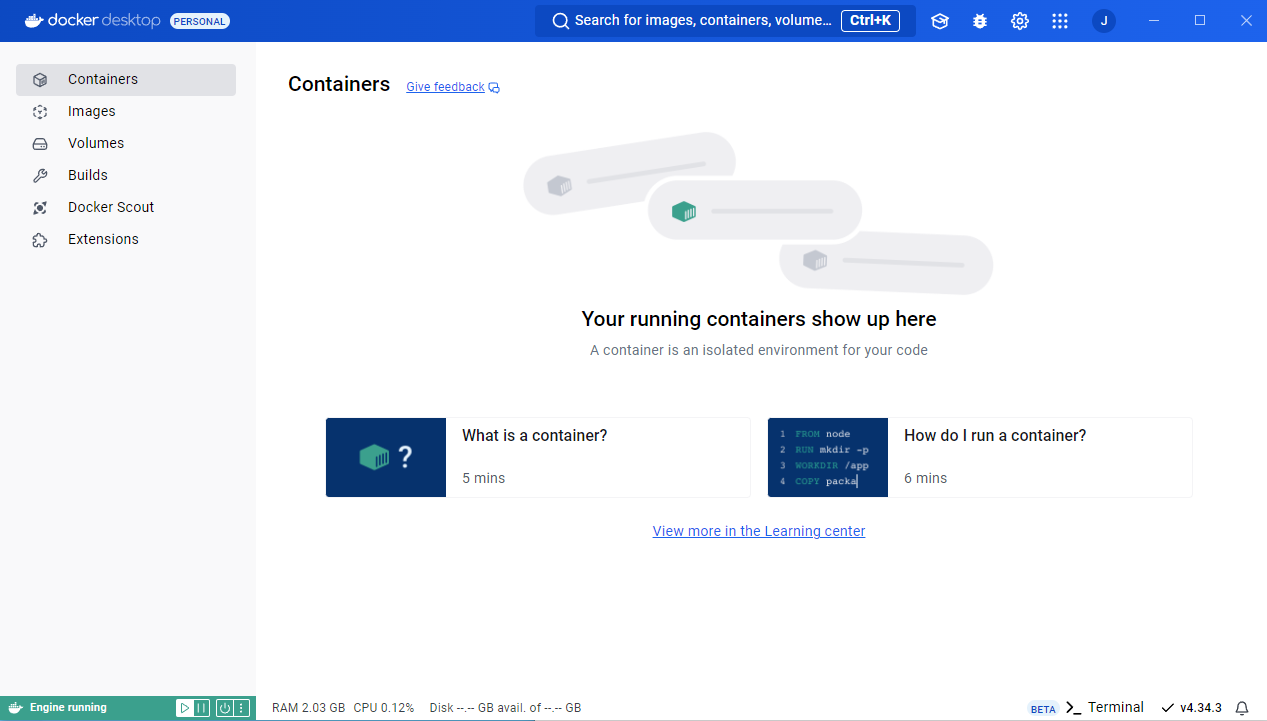 docker desktop PERSONAL
Search for images, containers, volume... Ctrl+K
J
Containers
Images
Volumes
Builds
Docker Scout
Extensions
Containers Give feedback
Your running containers show up here
A container is an isolated environment for your code
?
What is a container?
5 mins
1 FROM node
2 RUN mkdir -p
3 WORKDIR /app
4 COPY packa
How do I run a container?
6 mins
View more in the Learning center
Engine running
RAM 2.03 GB CPU 0.12% Disk --.-- GB avail. of --.-- GB
BETA >_ Terminal v4.34.3